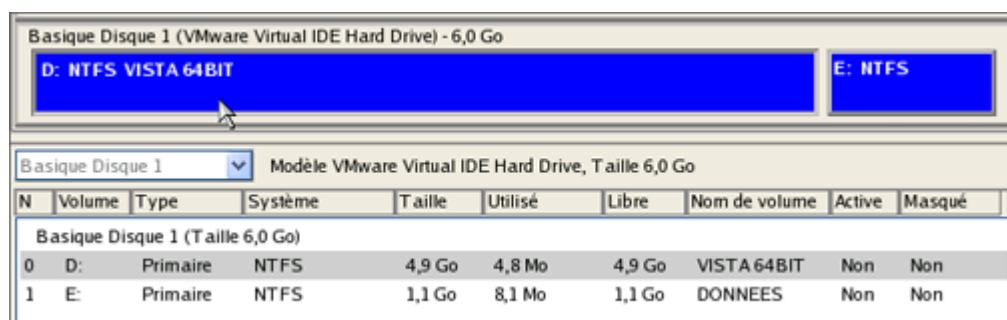 Basique Disque 1 (VMware Virtual IDE Hard Drive) - 6,0 Go
D: NTFS VISTA 64BIT
E: NTFS
Basique Disque 1
Modèle VMware Virtual IDE Hard Drive, Taille 6,0 Go
N Volume Type Système Taille Utilisé Libre Nom de volume Active Masqué
Basique Disque 1 (Taille 6,0 Go)
0 D: Primaire NTFS 4,9 Go 4,8 Mo 4,9 Go VISTA 64BIT Non Non
1 E: Primaire NTFS 1,1 Go 8,1 Mo 1,1 Go DONNEES Non Non